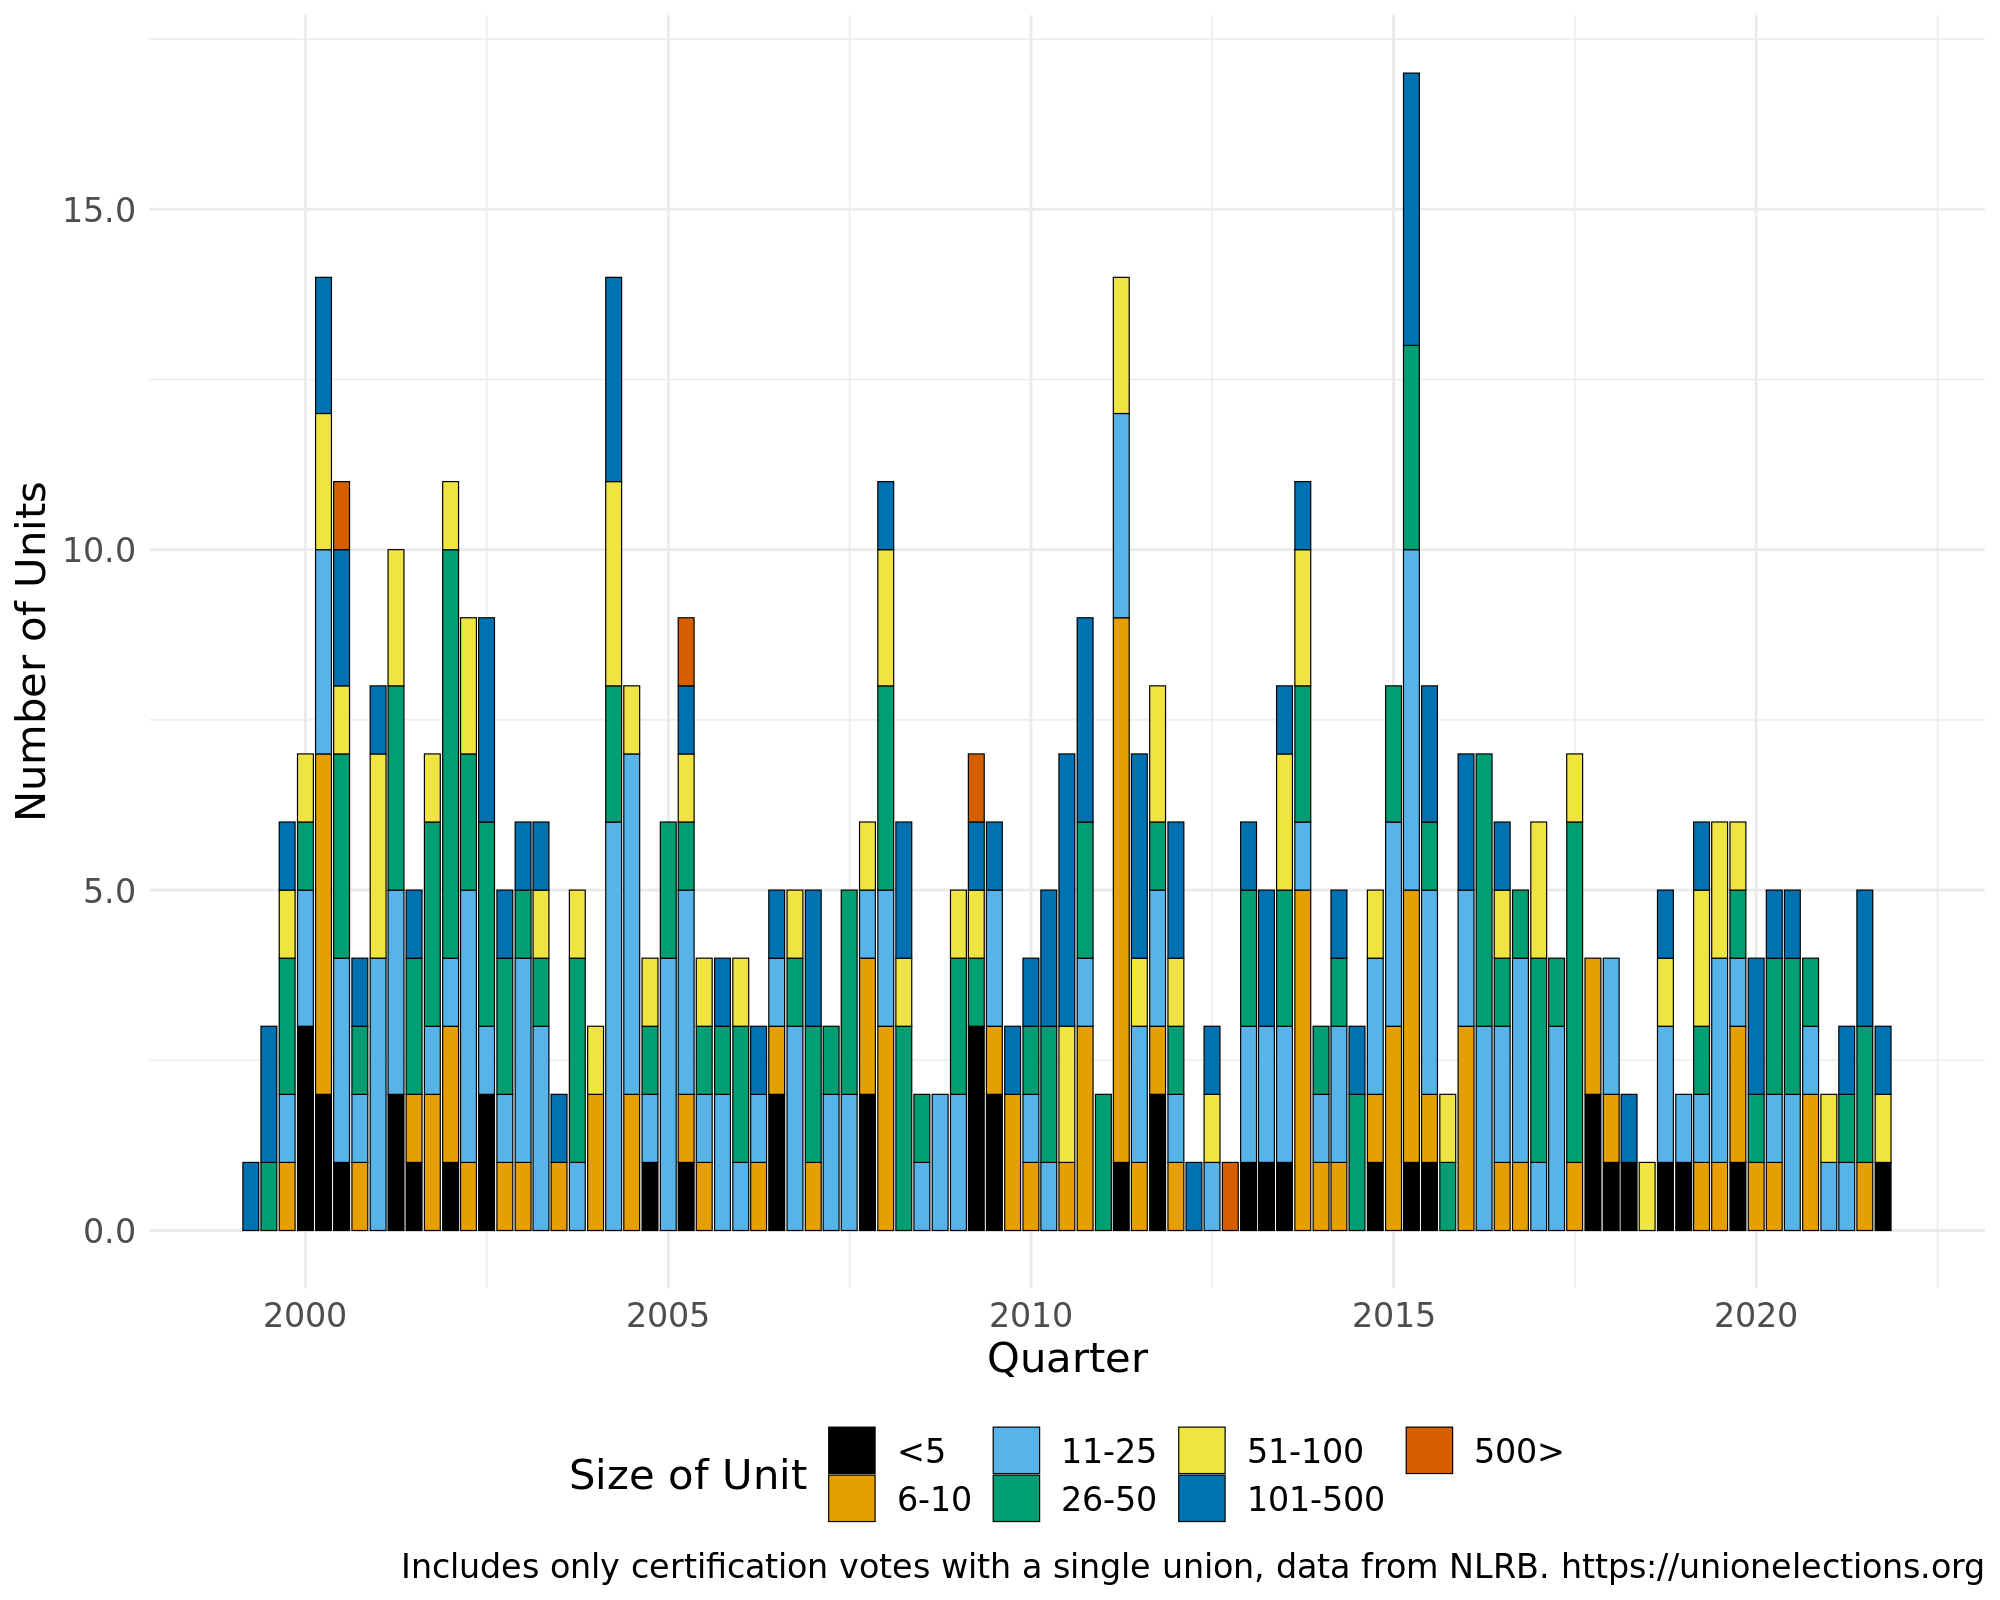 15.0
10.0
5.0
0.0
Number of Units
2000 2005 2010 2015 2020
Quarter
Size of Unit
<5 11-25 51-100 500>
6-10 26-50 101-500
Includes only certification votes with a single union, data from NLRB. https://unionelections.org